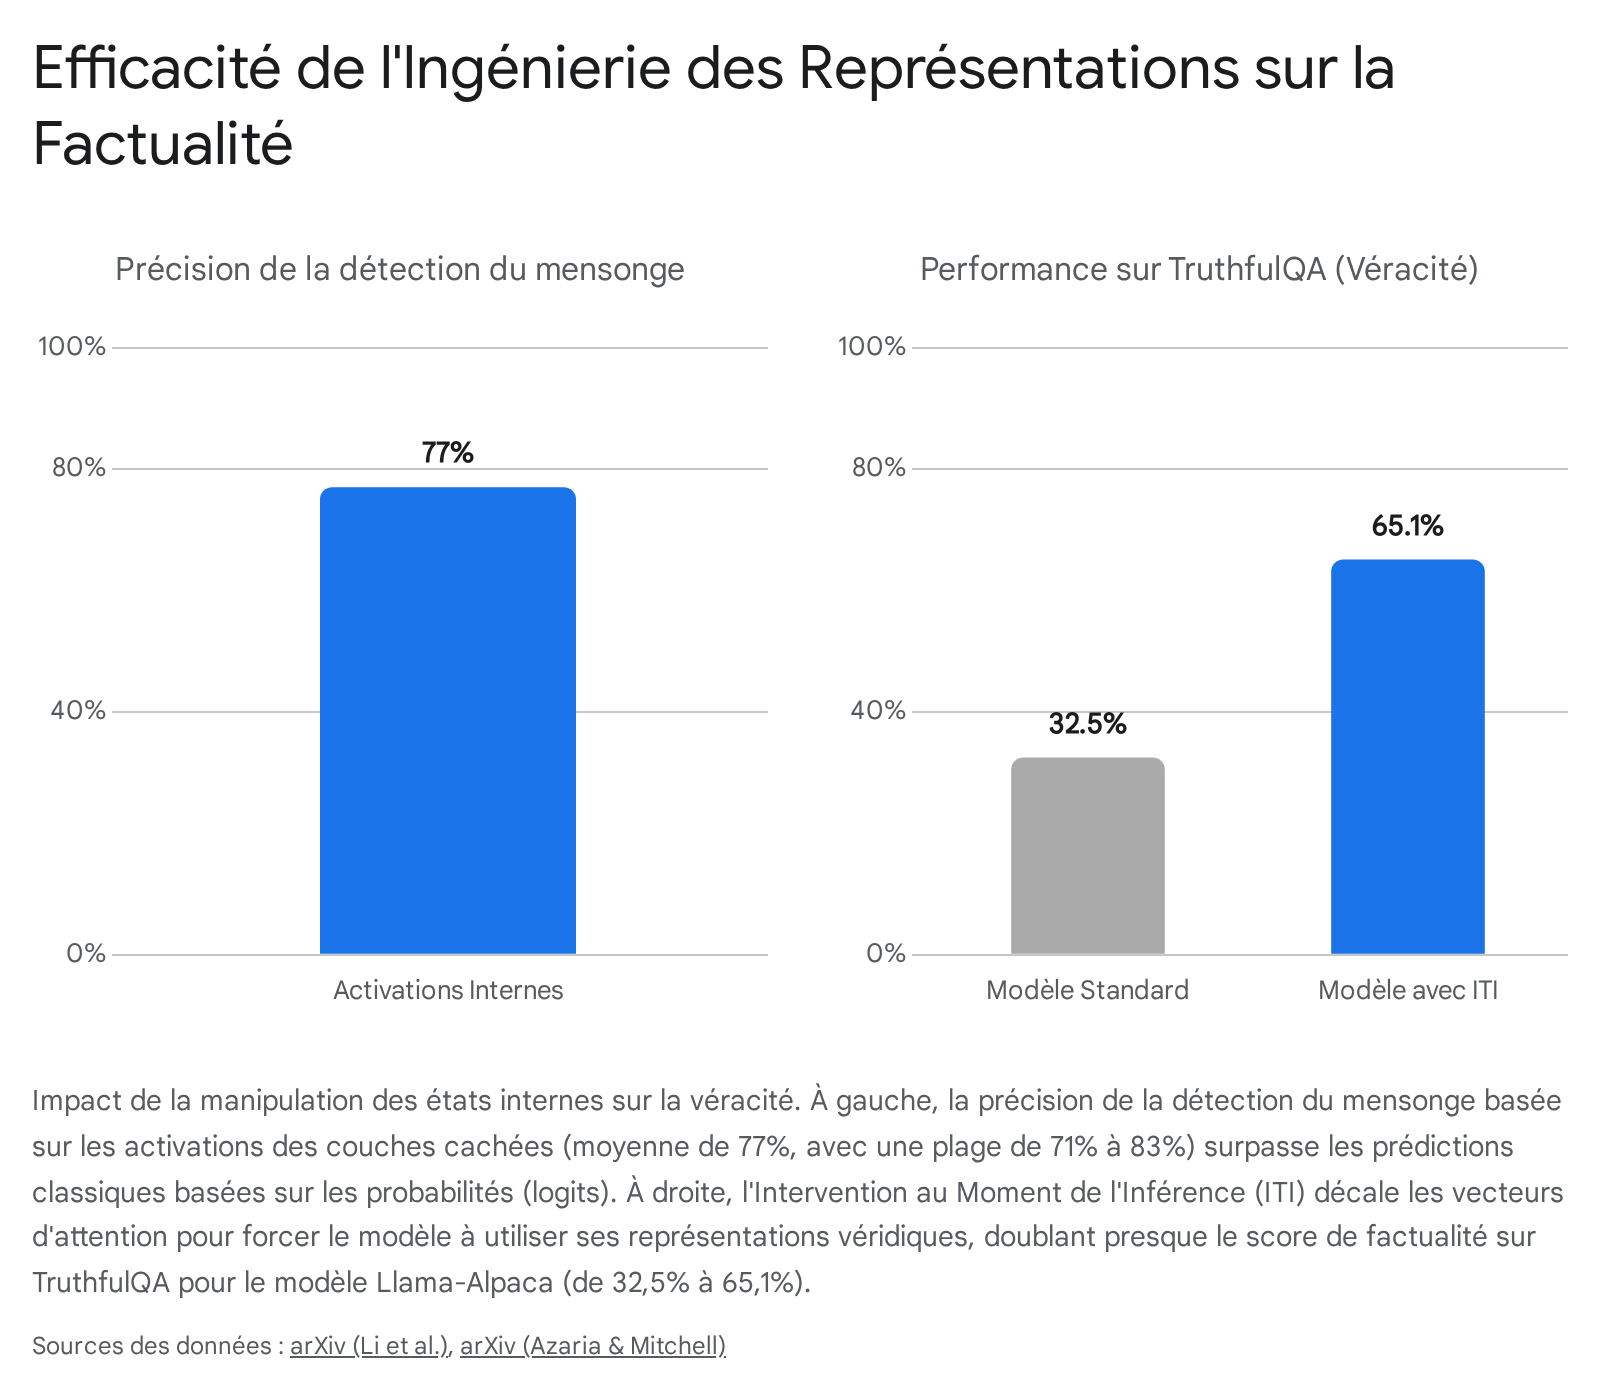 Efficacité de l'Ingénierie des Représentations sur la
Factualité
Précision de la détection du mensonge
100%
80%
40%
0%
77%
Activations Internes
Performance sur TruthfulQA (Véracité)
100%
80%
40%
0%
32.5%
65.1%
Modèle Standard
Modèle avec ITI
Impact de la manipulation des états internes sur la véracité. À gauche, la précision de la détection du mensonge basée
sur les activations des couches cachées (moyenne de 77%, avec une plage de 71% à 83%) surpasse les prédictions
classiques basées sur les probabilités (logits). À droite, l'Intervention au Moment de l'Inférence (ITI) décale les vecteurs
d'attention pour forcer le modèle à utiliser ses représentations véridiques, doublant presque le score de factualité sur
TruthfulQA pour le modèle Llama-Alpaca (de 32,5% à 65,1%).
Sources des données : arXiv (Li et al.), arXiv (Azaria & Mitchell)